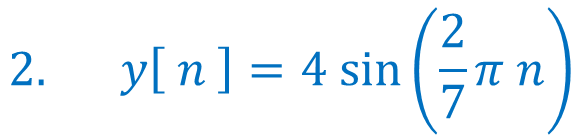 2. y[ n ] = 4 sin(2/7 π n)